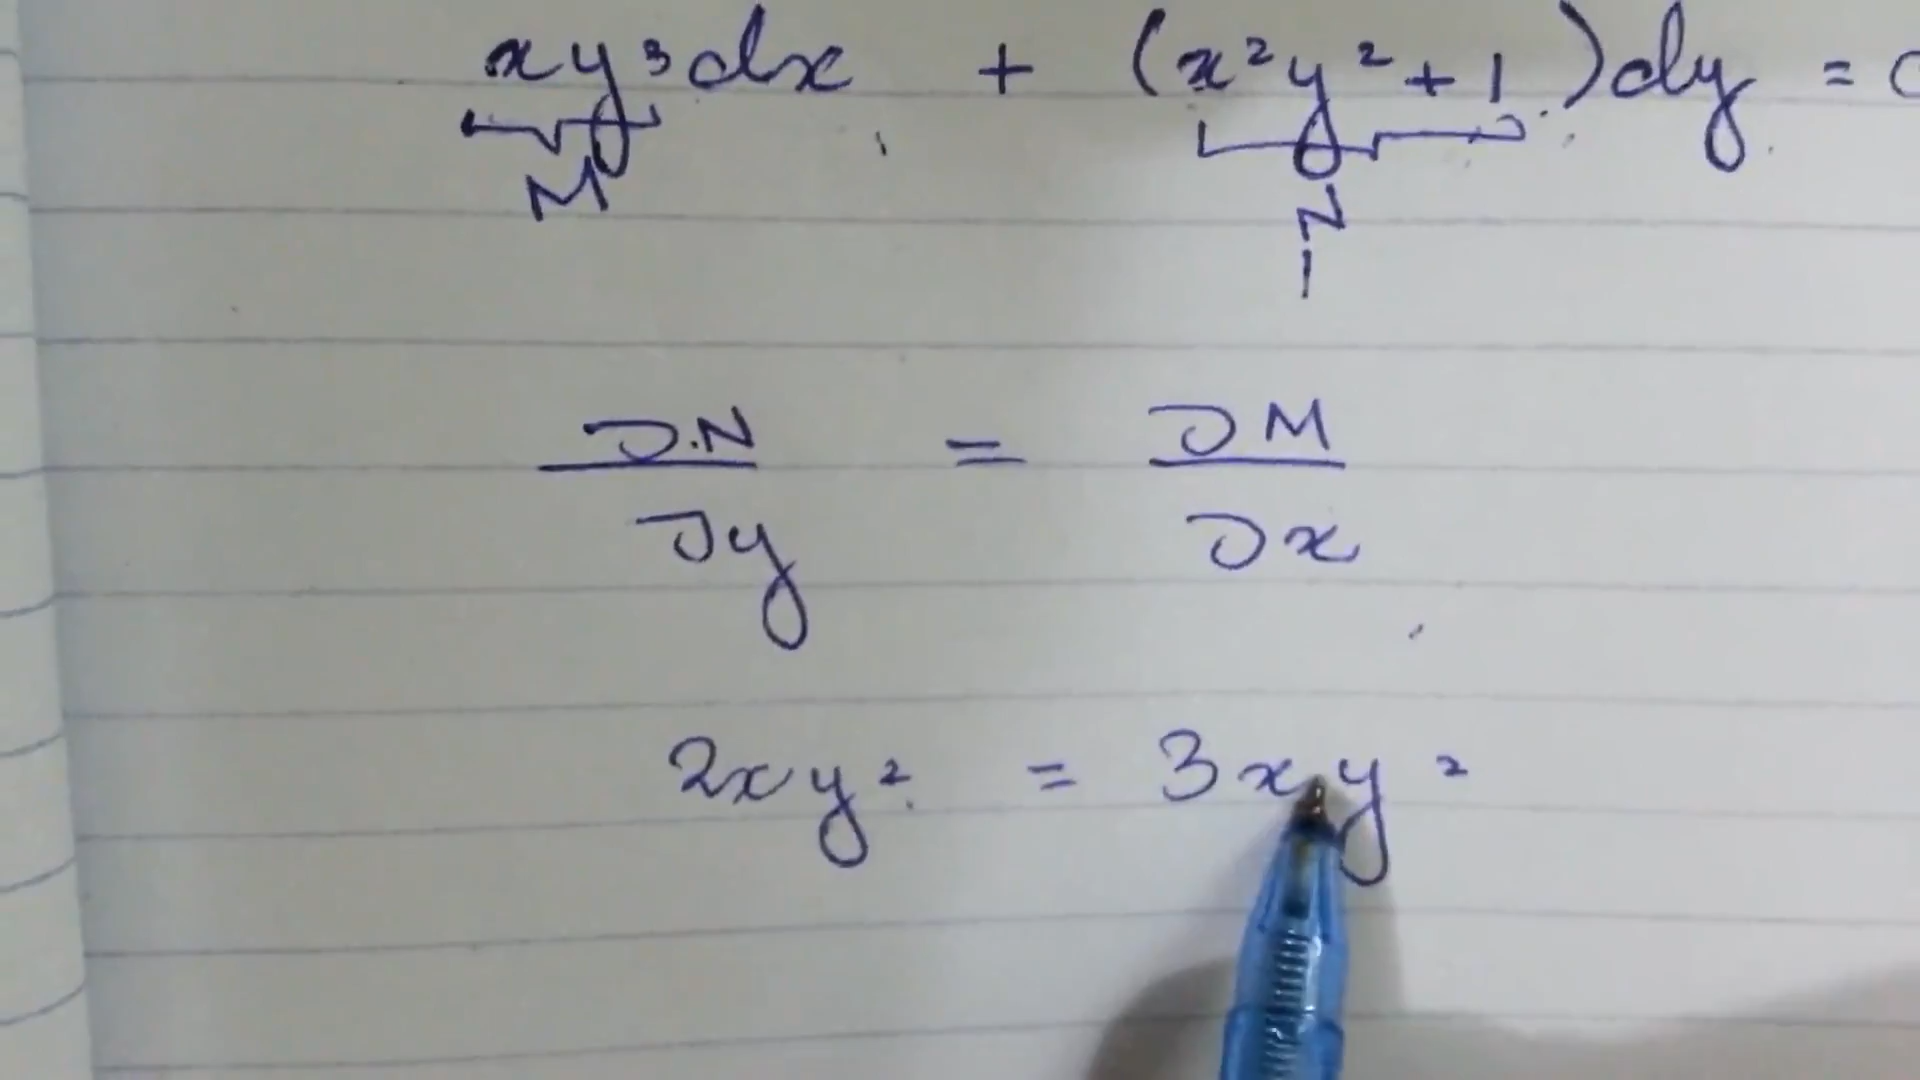 xy³dx + (x²y²+1)dy = 0
M N
∂N/∂y = ∂M/∂x
2xy² = 3xy²